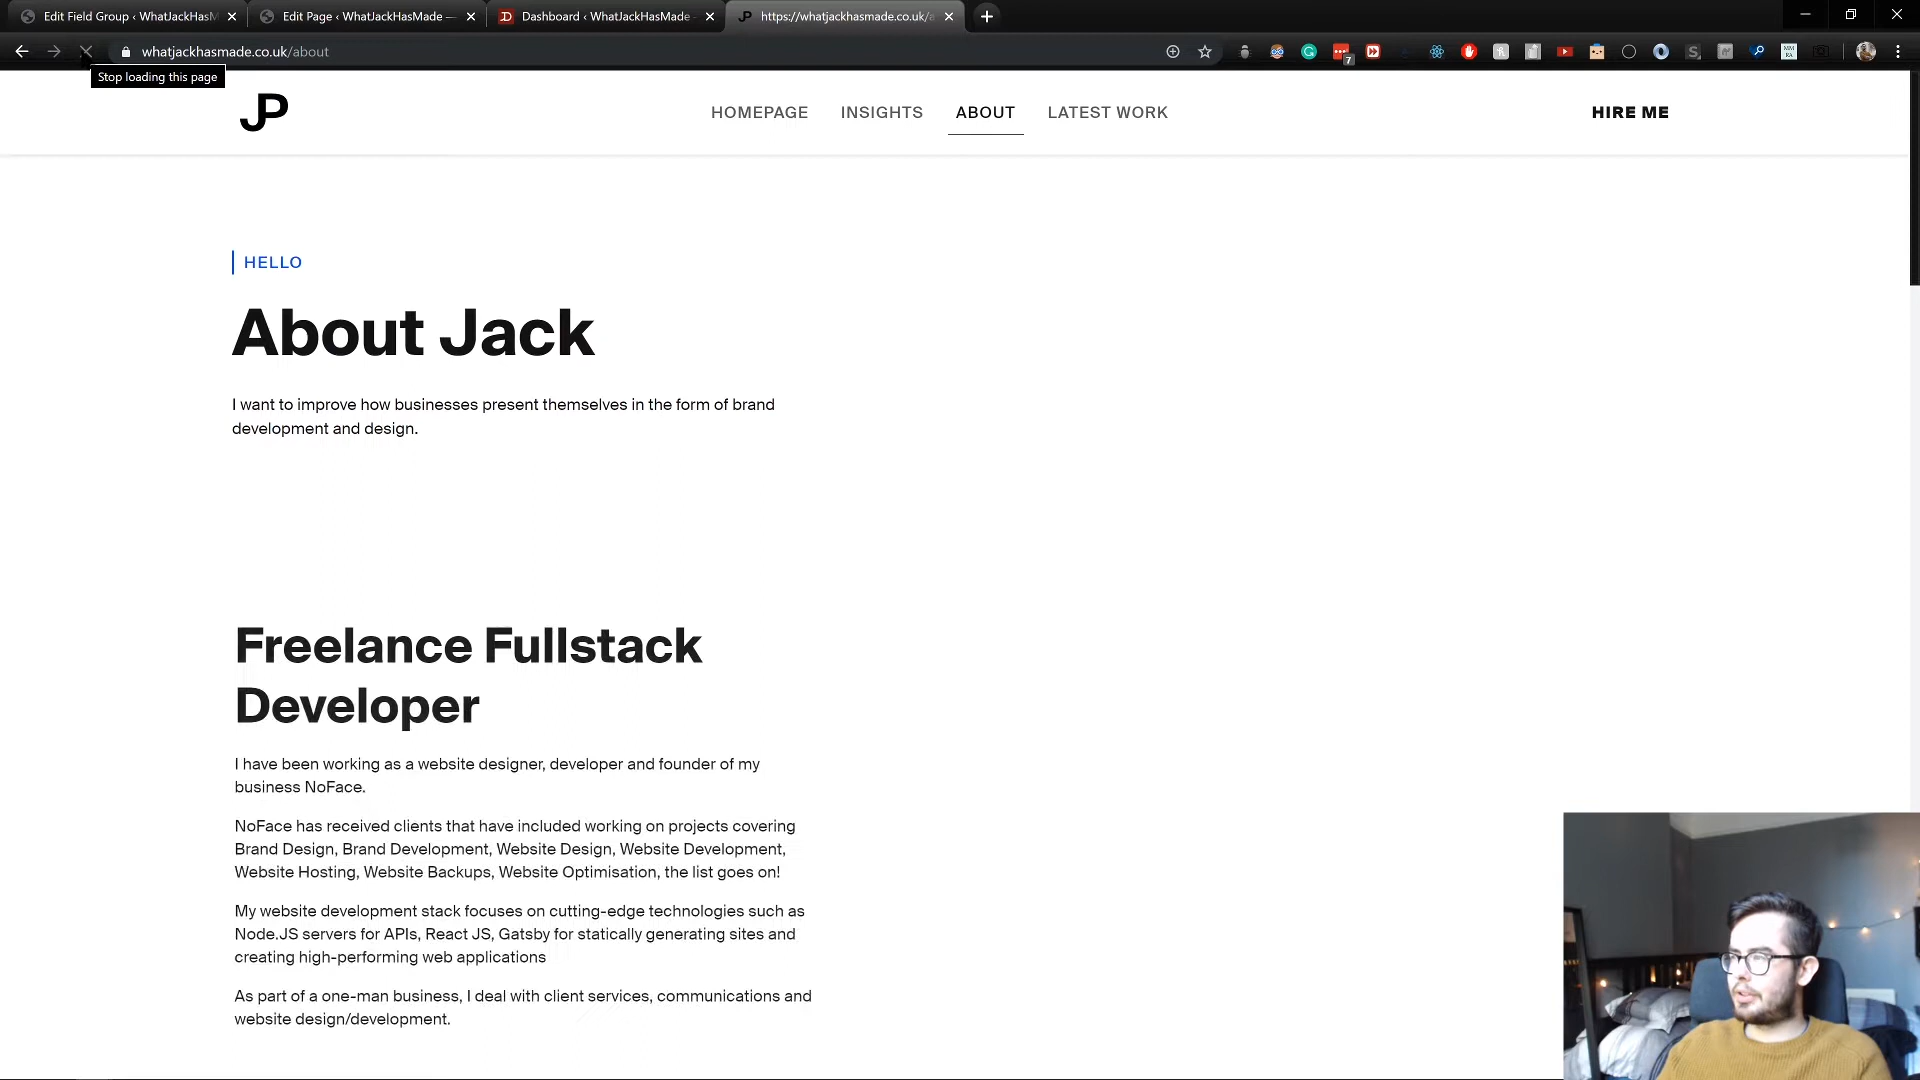 Edit Field Group ‹ WhatJackHasM
Edit Page ‹ WhatJackHasMade —
Dashboard ‹ WhatJackHasMade -
https://whatjackhasmade.co.uk/a
whatjackhasmade.co.uk/about
7
Stop loading this page
JP
HOMEPAGE
INSIGHTS
ABOUT
LATEST WORK
HIRE ME
HELLO
About Jack
I want to improve how businesses present themselves in the form of brand
development and design.
Freelance Fullstack
Developer
I have been working as a website designer, developer and founder of my
business NoFace.
NoFace has received clients that have included working on projects covering
Brand Design, Brand Development, Website Design, Website Development,
Website Hosting, Website Backups, Website Optimisation, the list goes on!
My website development stack focuses on cutting-edge technologies such as
Node.JS servers for APIs, React JS, Gatsby for statically generating sites and
creating high-performing web applications
As part of a one-man business, I deal with client services, communications and
website design/development.